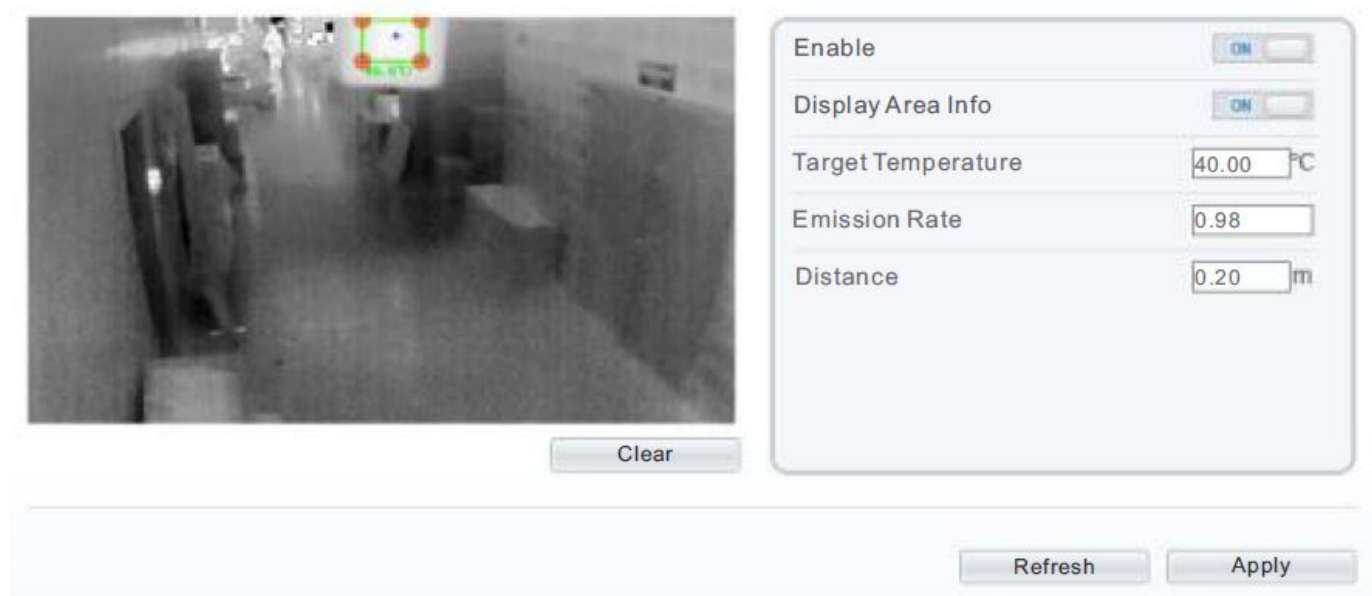 Enable
ON
Display Area Info
ON
Target Temperature
40.00 °C
Emission Rate
0.98
Distance
0.20 m
Clear
Refresh
Apply